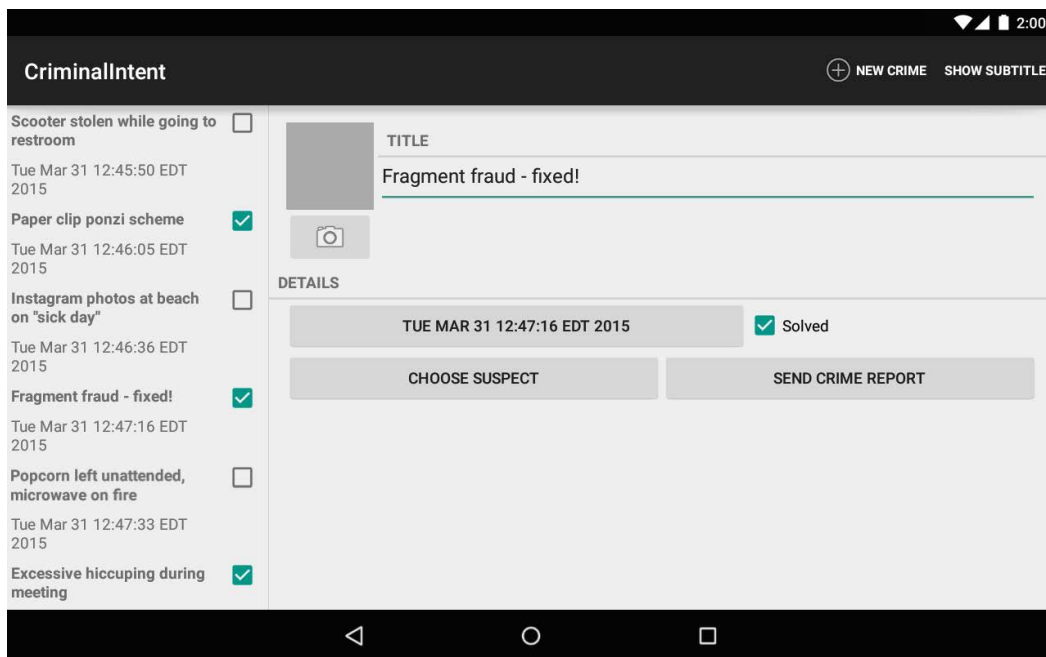 2:00
CriminalIntent
NEW CRIME SHOW SUBTITLE
Scooter stolen while going to
restroom
Tue Mar 31 12:45:50 EDT
2015
Paper clip ponzi scheme
Tue Mar 31 12:46:05 EDT
2015
Instagram photos at beach
on "sick day"
Tue Mar 31 12:46:36 EDT
2015
Fragment fraud - fixed!
Tue Mar 31 12:47:16 EDT
2015
Popcorn left unattended,
microwave on fire
Tue Mar 31 12:47:33 EDT
2015
Excessive hiccuping during
meeting
TITLE
Fragment fraud - fixed!
DETAILS
TUE MAR 31 12:47:16 EDT 2015
Solved
CHOOSE SUSPECT
SEND CRIME REPORT